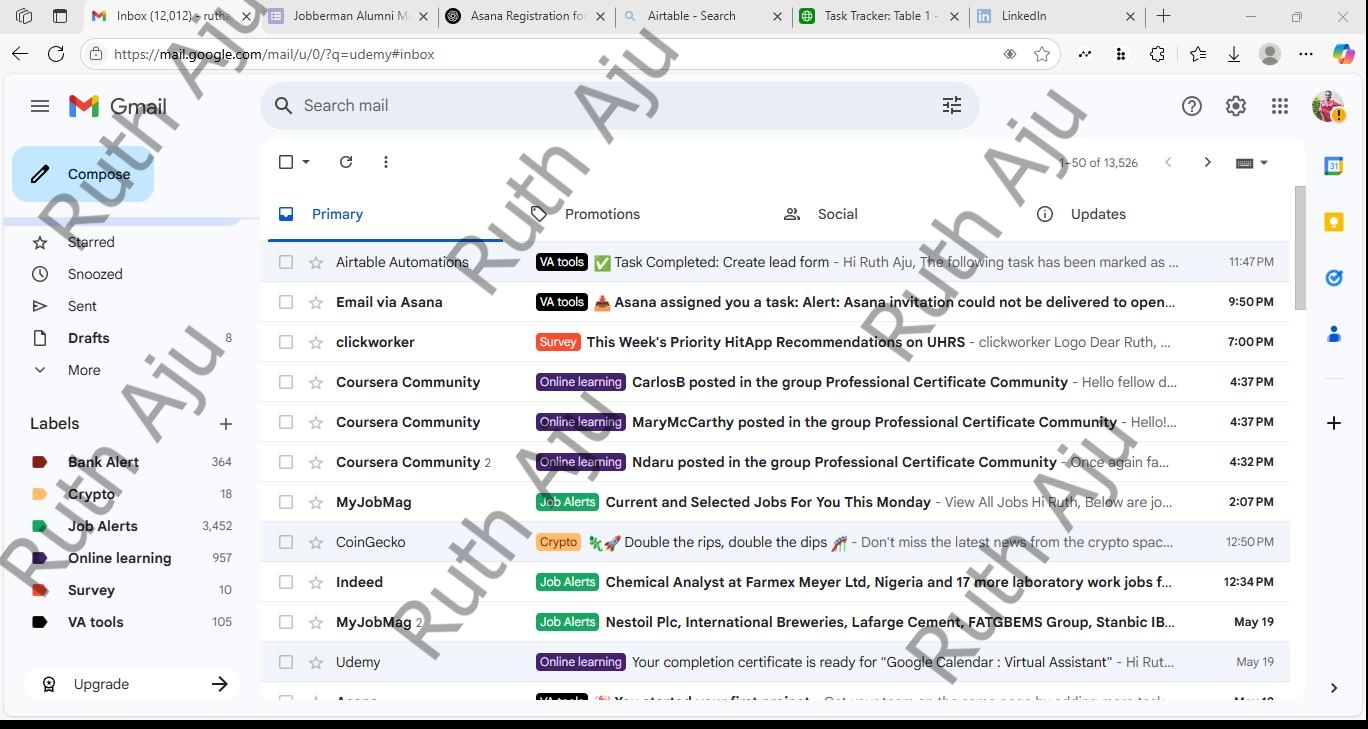 Inbox (12,012) - rutha
Jobberman Alumni M
Asana Registration for
Airtable - Search
Task Tracker: Table 1 -
LinkedIn
https://mail.google.com/mail/u/0/?q=udemy#inbox
Gmail
Search mail
Compose
1–50 of 13,526
Primary
Promotions
Social
Updates
Starred
Snoozed
Sent
Drafts 8
More
Labels
Bank Alert 364
Crypto 18
Job Alerts 3,452
Online learning 957
Survey 10
VA tools 105
Upgrade
Airtable Automations VA tools ✅ Task Completed: Create lead form - Hi Ruth Aju, The following task has been marked as ... 11:47 PM
Email via Asana VA tools 📥 Asana assigned you a task: Alert: Asana invitation could not be delivered to open... 9:50 PM
clickworker Survey This Week's Priority HitApp Recommendations on UHRS - clickworker Logo Dear Ruth, ... 7:00 PM
Coursera Community Online learning CarlosB posted in the group Professional Certificate Community - Hello fellow d... 4:37 PM
Coursera Community Online learning MaryMcCarthy posted in the group Professional Certificate Community - Hello!... 4:37 PM
Coursera Community 2 Online learning Ndaru posted in the group Professional Certificate Community - Once again fa... 4:32 PM
MyJobMag Job Alerts Current and Selected Jobs For You This Monday - View All Jobs Hi Ruth, Below are jo... 2:07 PM
CoinGecko Crypto 🦎🚀 Double the rips, double the dips 🎢 - Don't miss the latest news from the crypto spac... 12:50 PM
Indeed Job Alerts Chemical Analyst at Farmex Meyer Ltd, Nigeria and 17 more laboratory work jobs f... 12:34 PM
MyJobMag 2 Job Alerts Nestoil Plc, International Breweries, Lafarge Cement, FATGBEMS Group, Stanbic IB... May 19
Udemy Online learning Your completion certificate is ready for "Google Calendar : Virtual Assistant" - Hi Rut... May 19
31
Ruth Aju
Ruth Aju
Ruth Aju
Ruth Aju
Ruth Aju
Ruth Aju